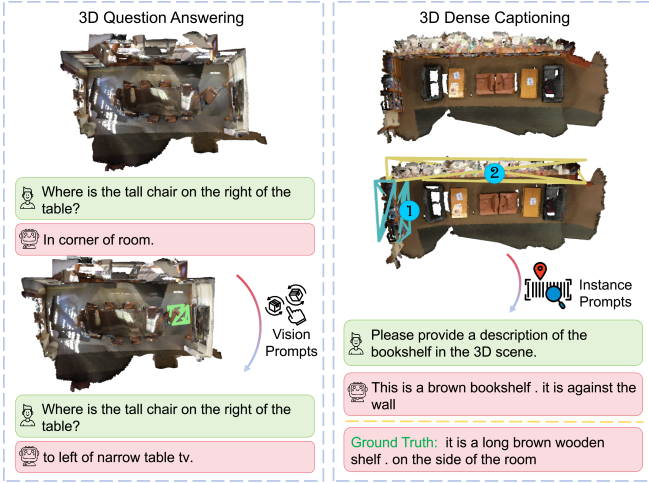 3D Question Answering
Where is the tall chair on the right of the
table?
In corner of room.
Vision
Prompts
Where is the tall chair on the right of the
table?
to left of narrow table tv.
3D Dense Captioning
2
1
Instance
Prompts
Please provide a description of the
bookshelf in the 3D scene.
This is a brown bookshelf . it is against the
wall
Ground Truth: it is a long brown wooden
shelf . on the side of the room